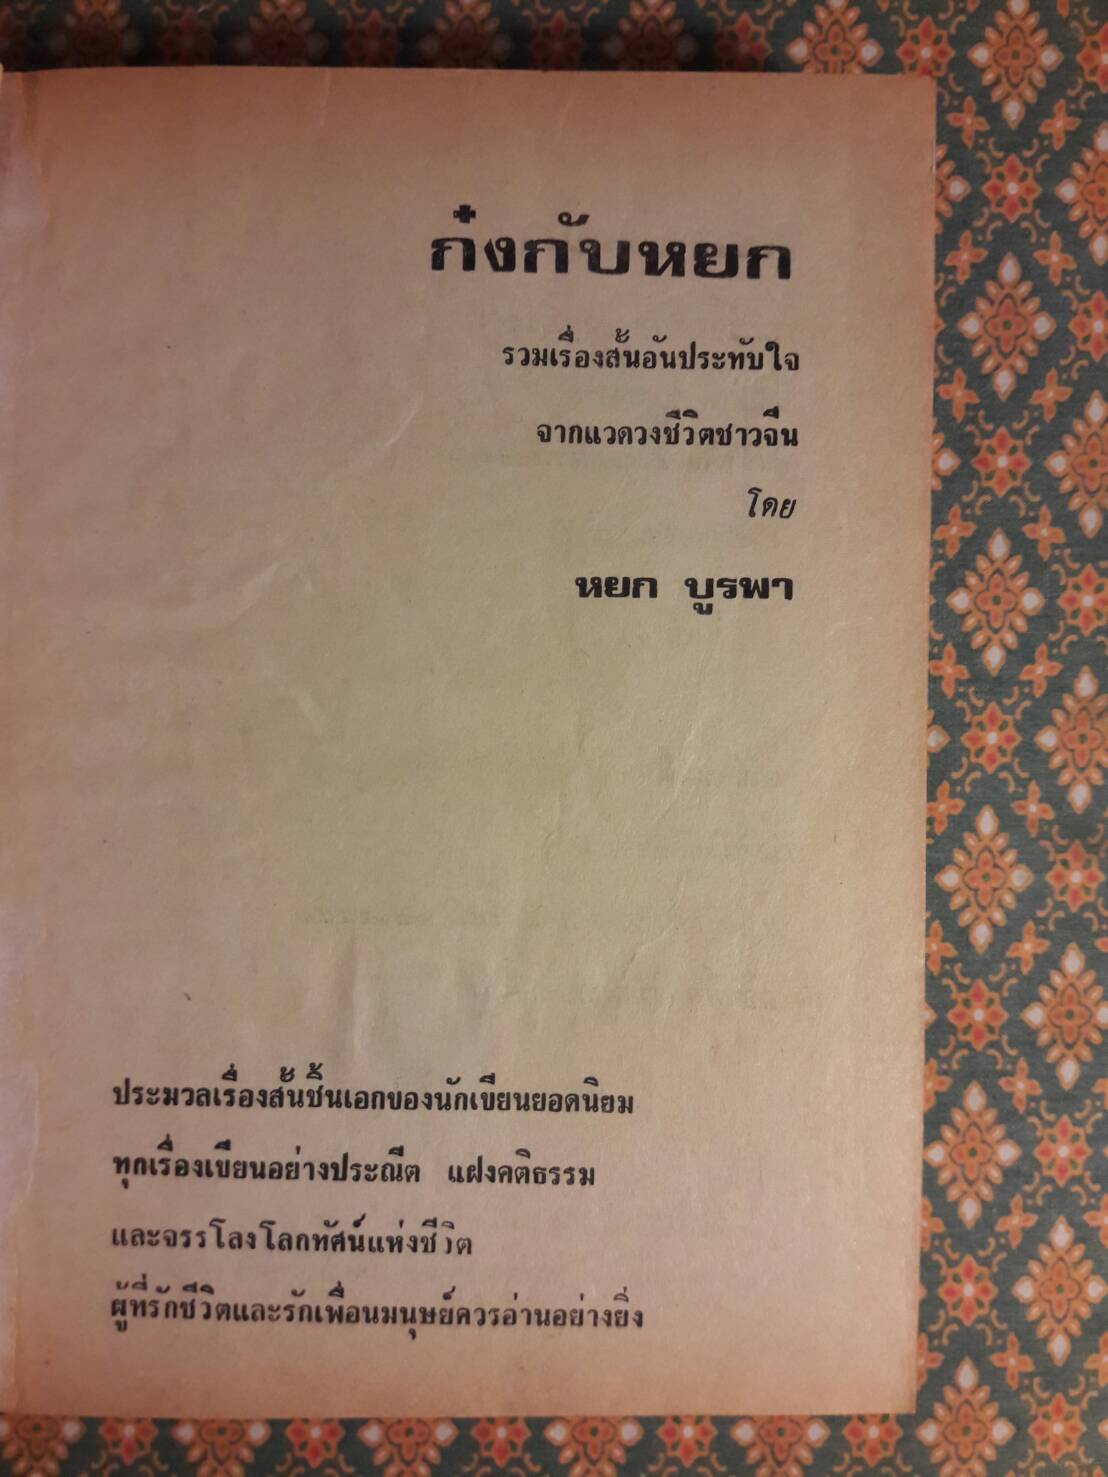 ก๋งกับหยก
รวมเรื่องสั้นอันประทับใจ
จากแวดวงชีวิตชาวจีน
โดย
หยก บูรพา
ประมวลเรื่องสั้นชิ้นเอกของนักเขียนยอดนิยม
ทุกเรื่องเขียนอย่างประณีต แฝงคติธรรม
และจรรโลงโลกทัศน์แห่งชีวิต
ผู้ที่รักชีวิตและรักเพื่อนมนุษย์ควรอ่านอย่างยิ่ง